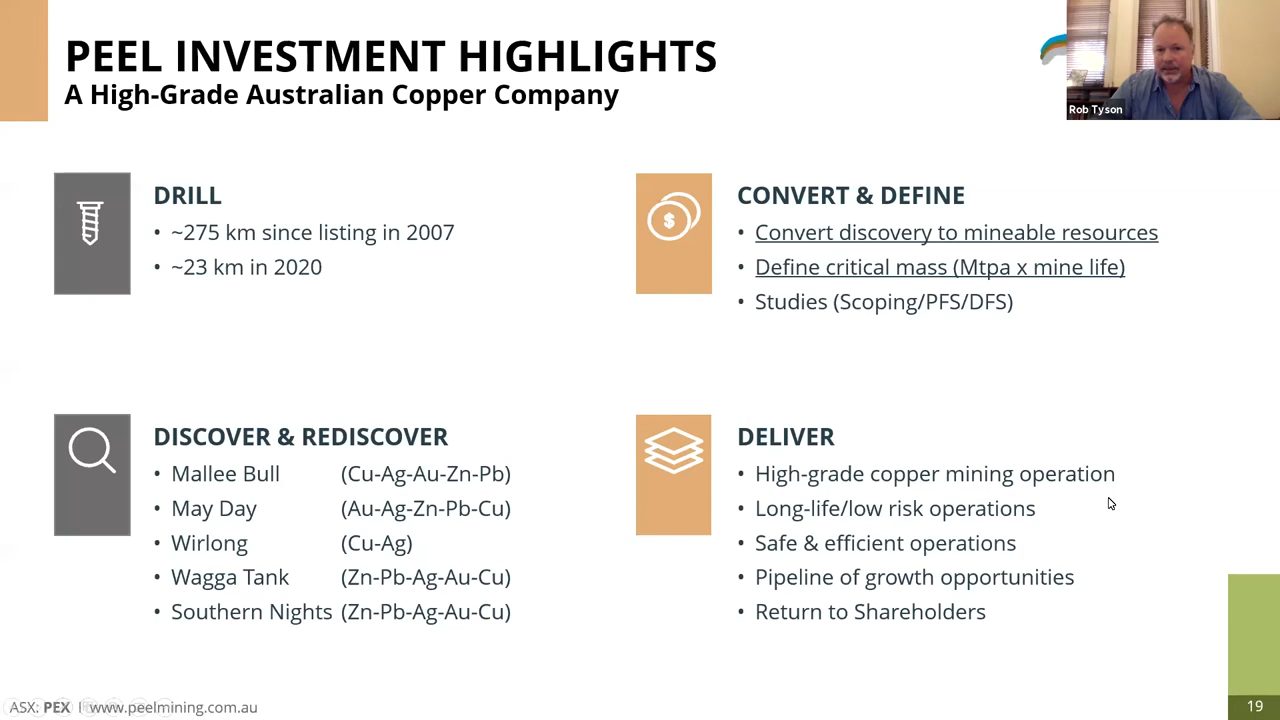 PEEL INVESTMENT HIGHLIGHTS
A High-Grade Australian Copper Company
Rob Tyson
DRILL
• ~275 km since listing in 2007
• ~23 km in 2020
CONVERT & DEFINE
• Convert discovery to mineable resources
• Define critical mass (Mtpa x mine life)
• Studies (Scoping/PFS/DFS)
DISCOVER & REDISCOVER
• Mallee Bull (Cu-Ag-Au-Zn-Pb)
• May Day (Au-Ag-Zn-Pb-Cu)
• Wirlong (Cu-Ag)
• Wagga Tank (Zn-Pb-Ag-Au-Cu)
• Southern Nights (Zn-Pb-Ag-Au-Cu)
DELIVER
• High-grade copper mining operation
• Long-life/low risk operations
• Safe & efficient operations
• Pipeline of growth opportunities
• Return to Shareholders
ASX: PEX | www.peelmining.com.au
19